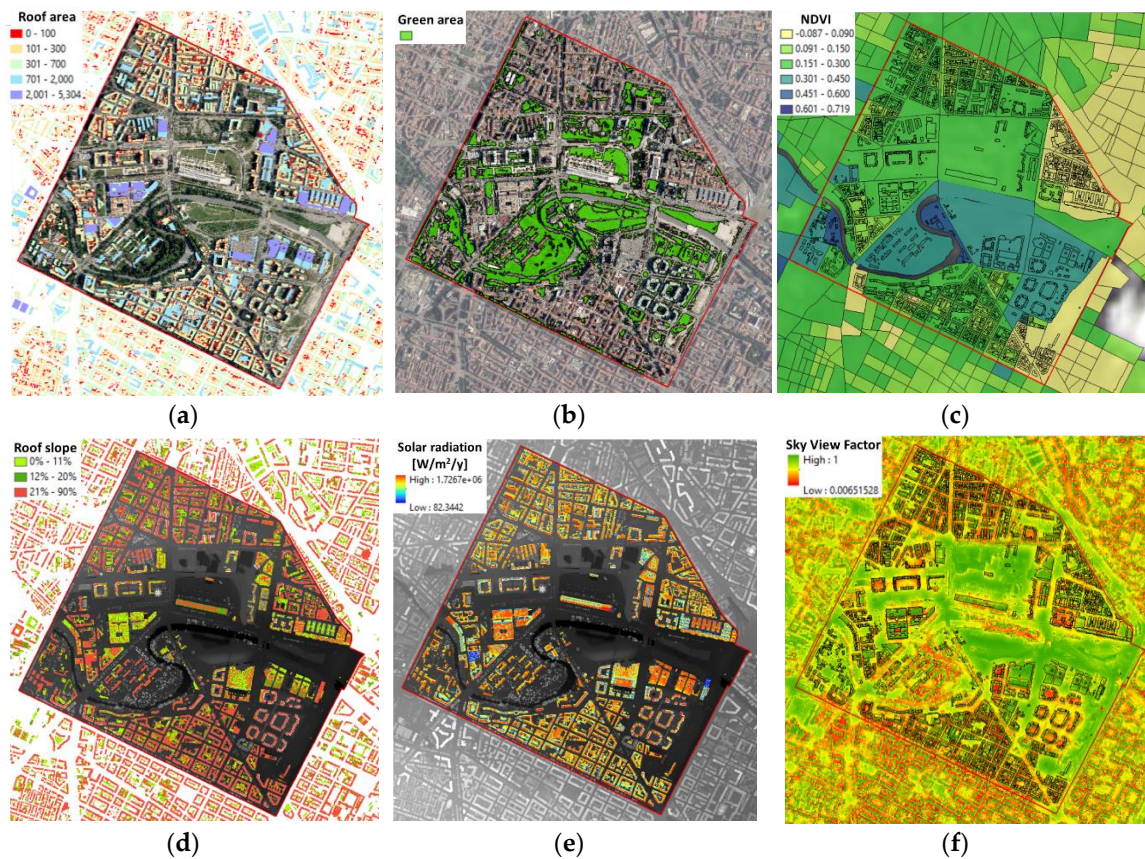 Roof area
0 - 100
101 - 300
301 - 700
701 - 2,000
2,001 - 5,304
Green area
NDVI
-0.087 - 0.090
0.091 - 0.150
0.151 - 0.300
0.301 - 0.450
0.451 - 0.600
0.601 - 0.719
(a)
(b)
(c)
Roof slope
0% - 11%
12% - 20%
21% - 90%
Solar radiation
[W/m²/y]
High : 1.7267e+06
Low : 82.3442
Sky View Factor
High : 1
Low : 0.00651528
(d)
(e)
(f)